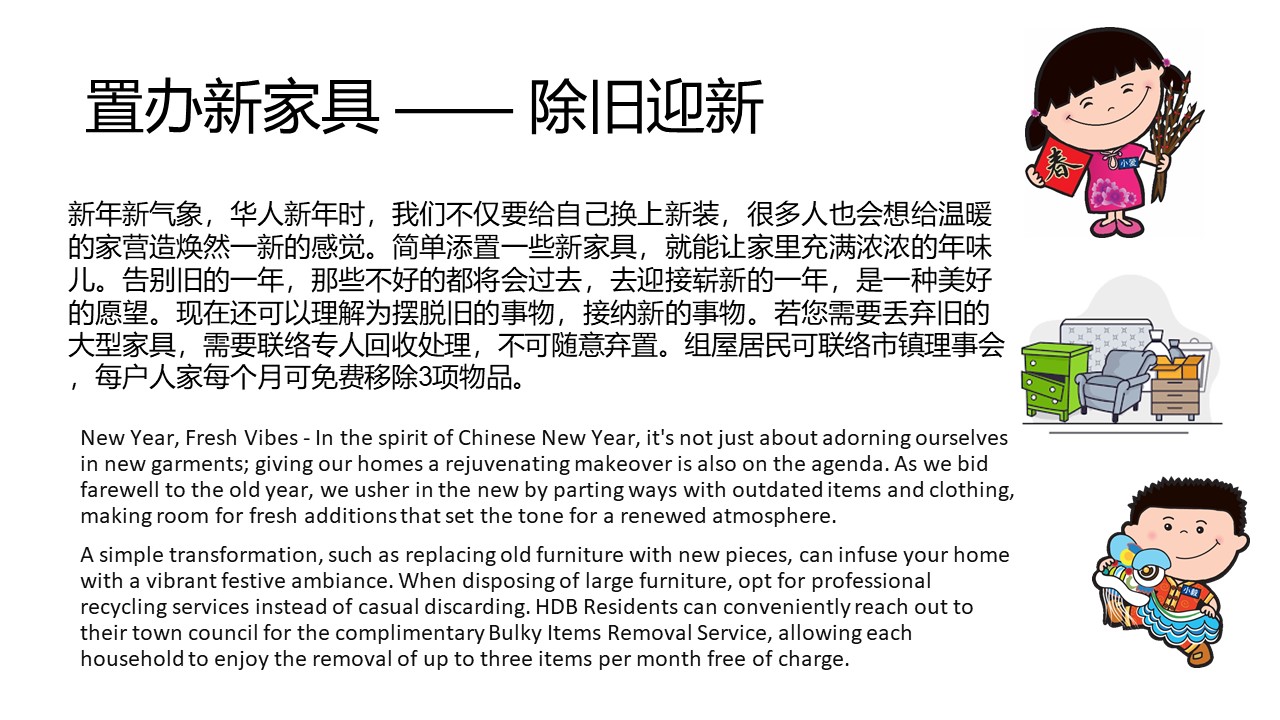 置办新家具 —— 除旧迎新
春
小爱
新年新气象，华人新年时，我们不仅要给自己换上新装，很多人也会想给温暖
的家营造焕然一新的感觉。简单添置一些新家具，就能让家里充满浓浓的年味
儿。告别旧的一年，那些不好的都将会过去，去迎接崭新的一年，是一种美好
的愿望。现在还可以理解为摆脱旧的事物，接纳新的事物。若您需要丢弃旧的
大型家具，需要联络专人回收处理，不可随意弃置。组屋居民可联络市镇理事会
，每户人家每个月可免费移除3项物品。
New Year, Fresh Vibes - In the spirit of Chinese New Year, it's not just about adorning ourselves
in new garments; giving our homes a rejuvenating makeover is also on the agenda. As we bid
farewell to the old year, we usher in the new by parting ways with outdated items and clothing,
making room for fresh additions that set the tone for a renewed atmosphere.
A simple transformation, such as replacing old furniture with new pieces, can infuse your home
with a vibrant festive ambiance. When disposing of large furniture, opt for professional
recycling services instead of casual discarding. HDB Residents can conveniently reach out to
their town council for the complimentary Bulky Items Removal Service, allowing each
household to enjoy the removal of up to three items per month free of charge.